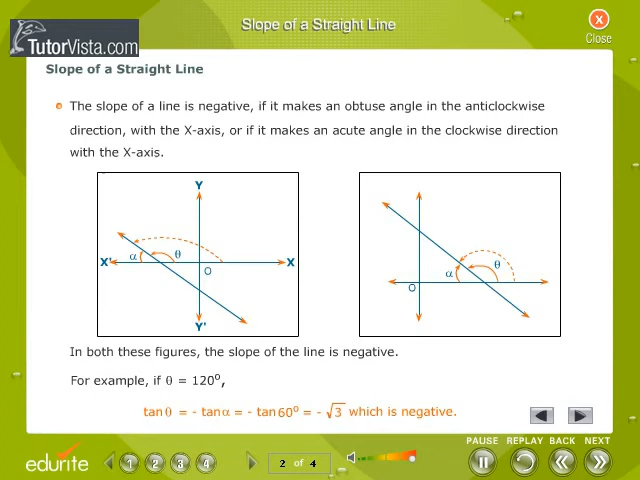 Slope of a Straight Line
X
Close
TutorVista.com
Slope of a Straight Line
The slope of a line is negative, if it makes an obtuse angle in the anticlockwise
direction, with the X-axis, or if it makes an acute angle in the clockwise direction
with the X-axis.
Y
X' α θ O X
Y'
α θ
O
In both these figures, the slope of the line is negative.
For example, if θ = 120°,
tan θ = - tan α = - tan 60° = - √3 which is negative.
PAUSE REPLAY BACK NEXT
edurite 1 2 3 4 2 of 4